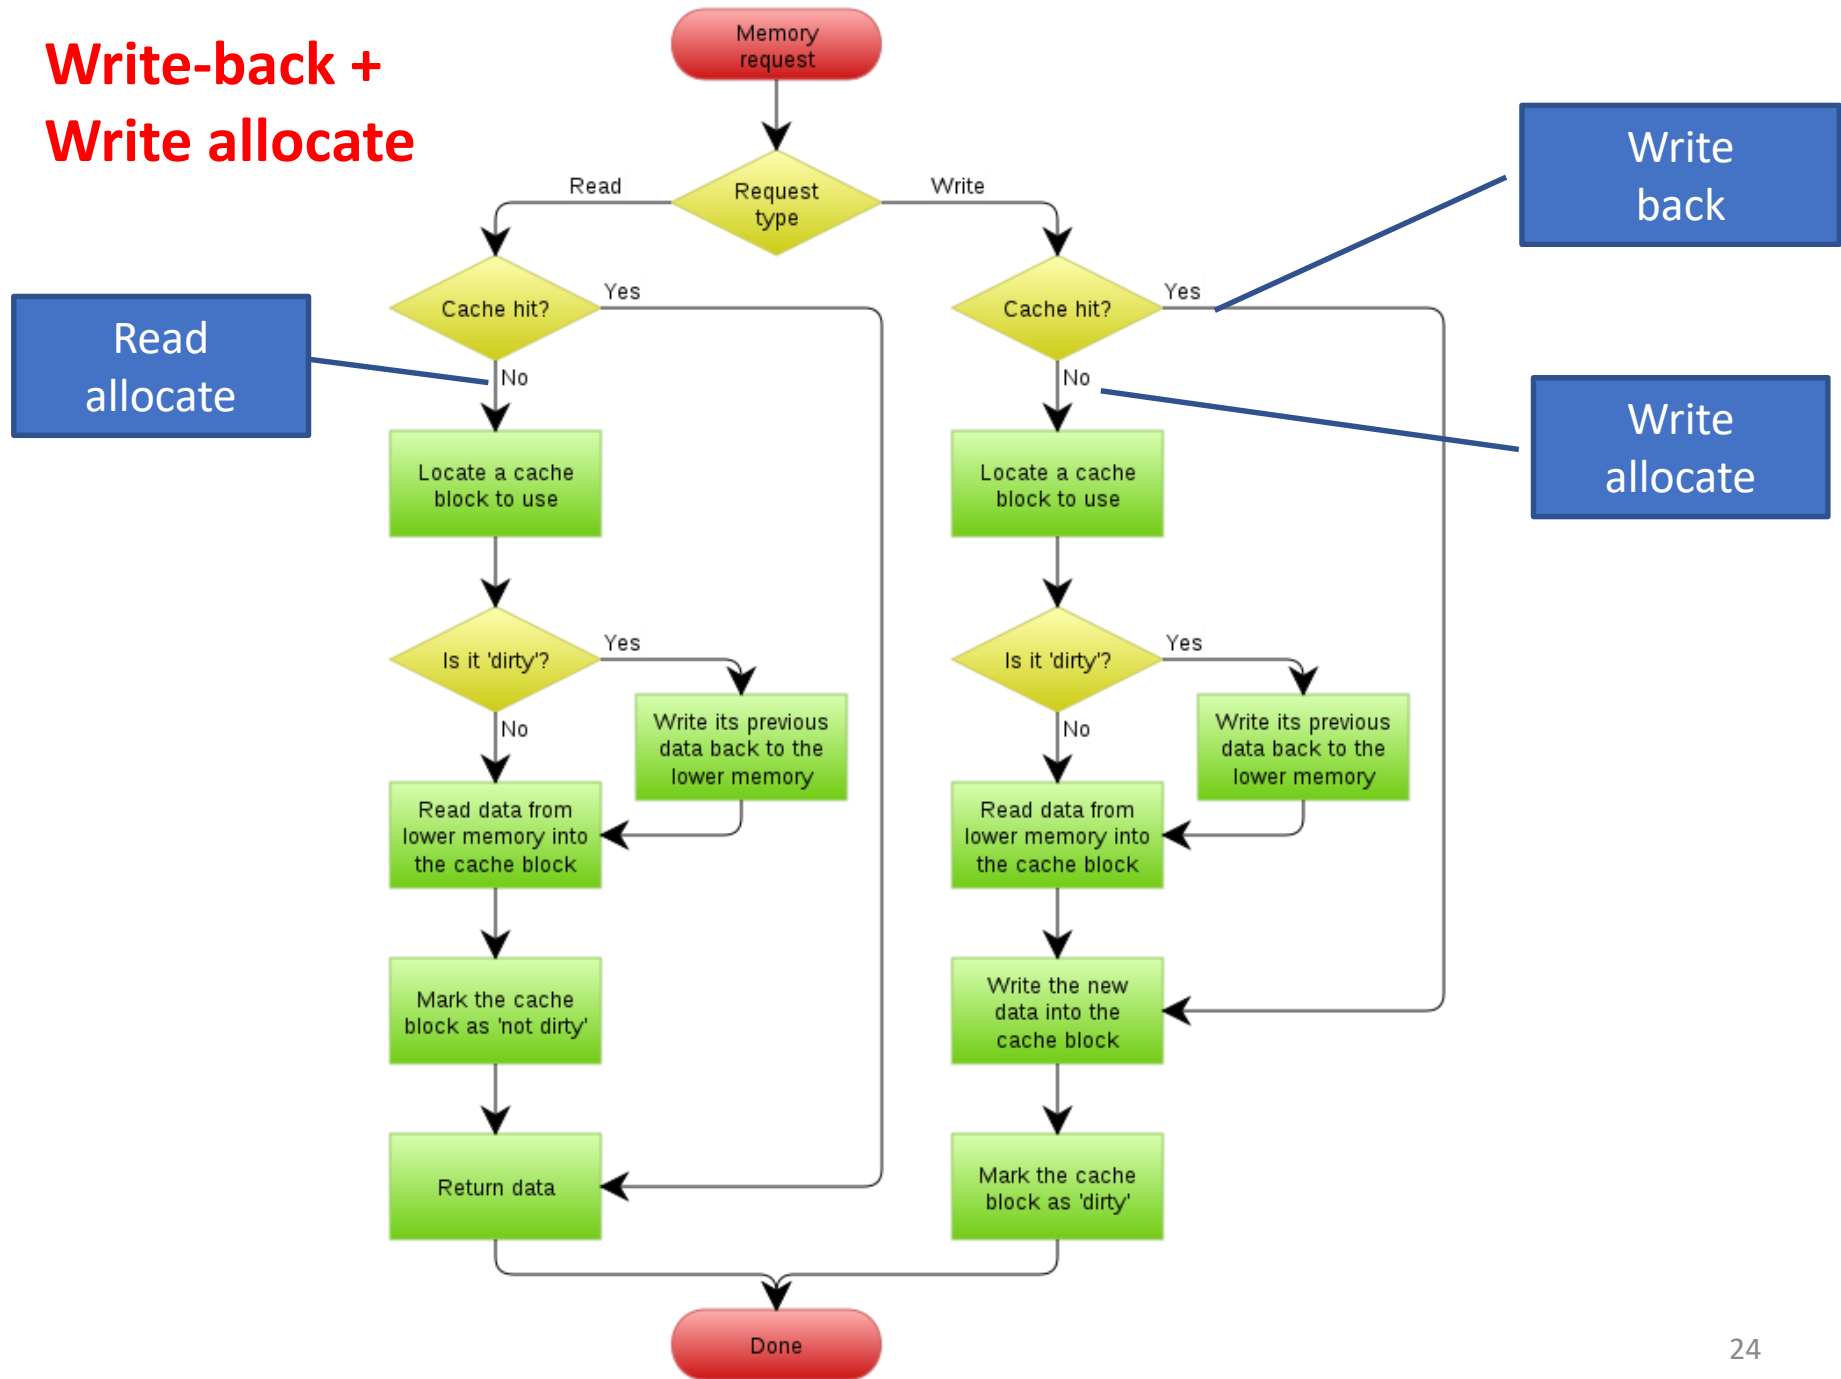 Write-back +
Write allocate
Memory
request
Request
type
Read
Write
Write
back
Cache hit?
Yes
Cache hit?
Yes
Read
allocate
No
No
Write
allocate
Locate a cache
block to use
Locate a cache
block to use
Is it 'dirty'?
Yes
Is it 'dirty'?
Yes
No
Write its previous
data back to the
lower memory
No
Write its previous
data back to the
lower memory
Read data from
lower memory into
the cache block
Read data from
lower memory into
the cache block
Mark the cache
block as 'not dirty'
Write the new
data into the
cache block
Return data
Mark the cache
block as 'dirty'
Done
24